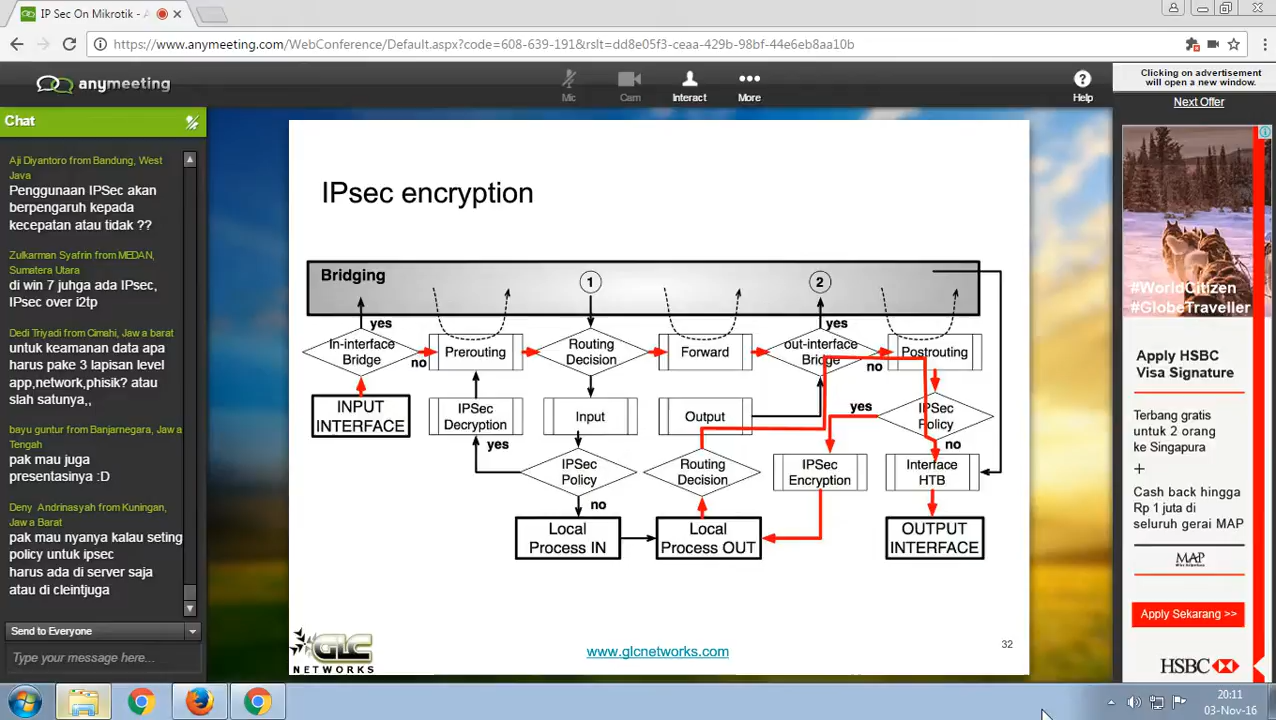 IP Sec On Mikrotik - A
https://www.anymeeting.com/WebConference/Default.aspx?code=608-639-191&rslt=dd8e05f3-ceaa-429b-98bf-44e6eb8aa10b
anymeeting
Mic
Cam
Interact
More
Help
Clicking on advertisement
will open a new window.
Next Offer
Chat
Aji Diyantoro from Bandung, West
Java
Penggunaan IPSec akan
berpengaruh kepada
kecepatan atau tidak ??
Zulkarman Syafrin from MEDAN,
Sumatera Utara
di win 7 juhga ada IPsec,
IPsec over i2tp
Dedi Triyadi from Cimahi, Jawa barat
untuk keamanan data apa
harus pake 3 lapisan level
app,network,phisik? atau
slah satunya,,
bayu guntur from Banjarnegara, Jawa
Tengah
pak mau juga
presentasinya :D
Deny Andrinasyah from Kuningan,
Jawa Barat
pak mau nyanya kalau seting
policy untuk ipsec
harus ada di server saja
atau di cleintjuga
Send to Everyone
Type your message here...
IPsec encryption
Bridging
1
2
yes
yes
In-interface
Bridge
no
Prerouting
Routing
Decision
Forward
out-interface
Bridge
no
Postrouting
INPUT
INTERFACE
IPSec
Decryption
yes
Input
Output
yes
IPSec
Policy
no
IPSec
Policy
no
Routing
Decision
IPSec
Encryption
Interface
HTB
Local
Process IN
Local
Process OUT
OUTPUT
INTERFACE
GLC
NETWORKS
www.glcnetworks.com
32
#WorldCitizen
#GlobeTraveller
Apply HSBC
Visa Signature
Terbang gratis
untuk 2 orang
ke Singapura
+
Cash back hingga
Rp 1 juta di
seluruh gerai MAP
MAP
Apply Sekarang >>
HSBC
20:11
03-Nov-16